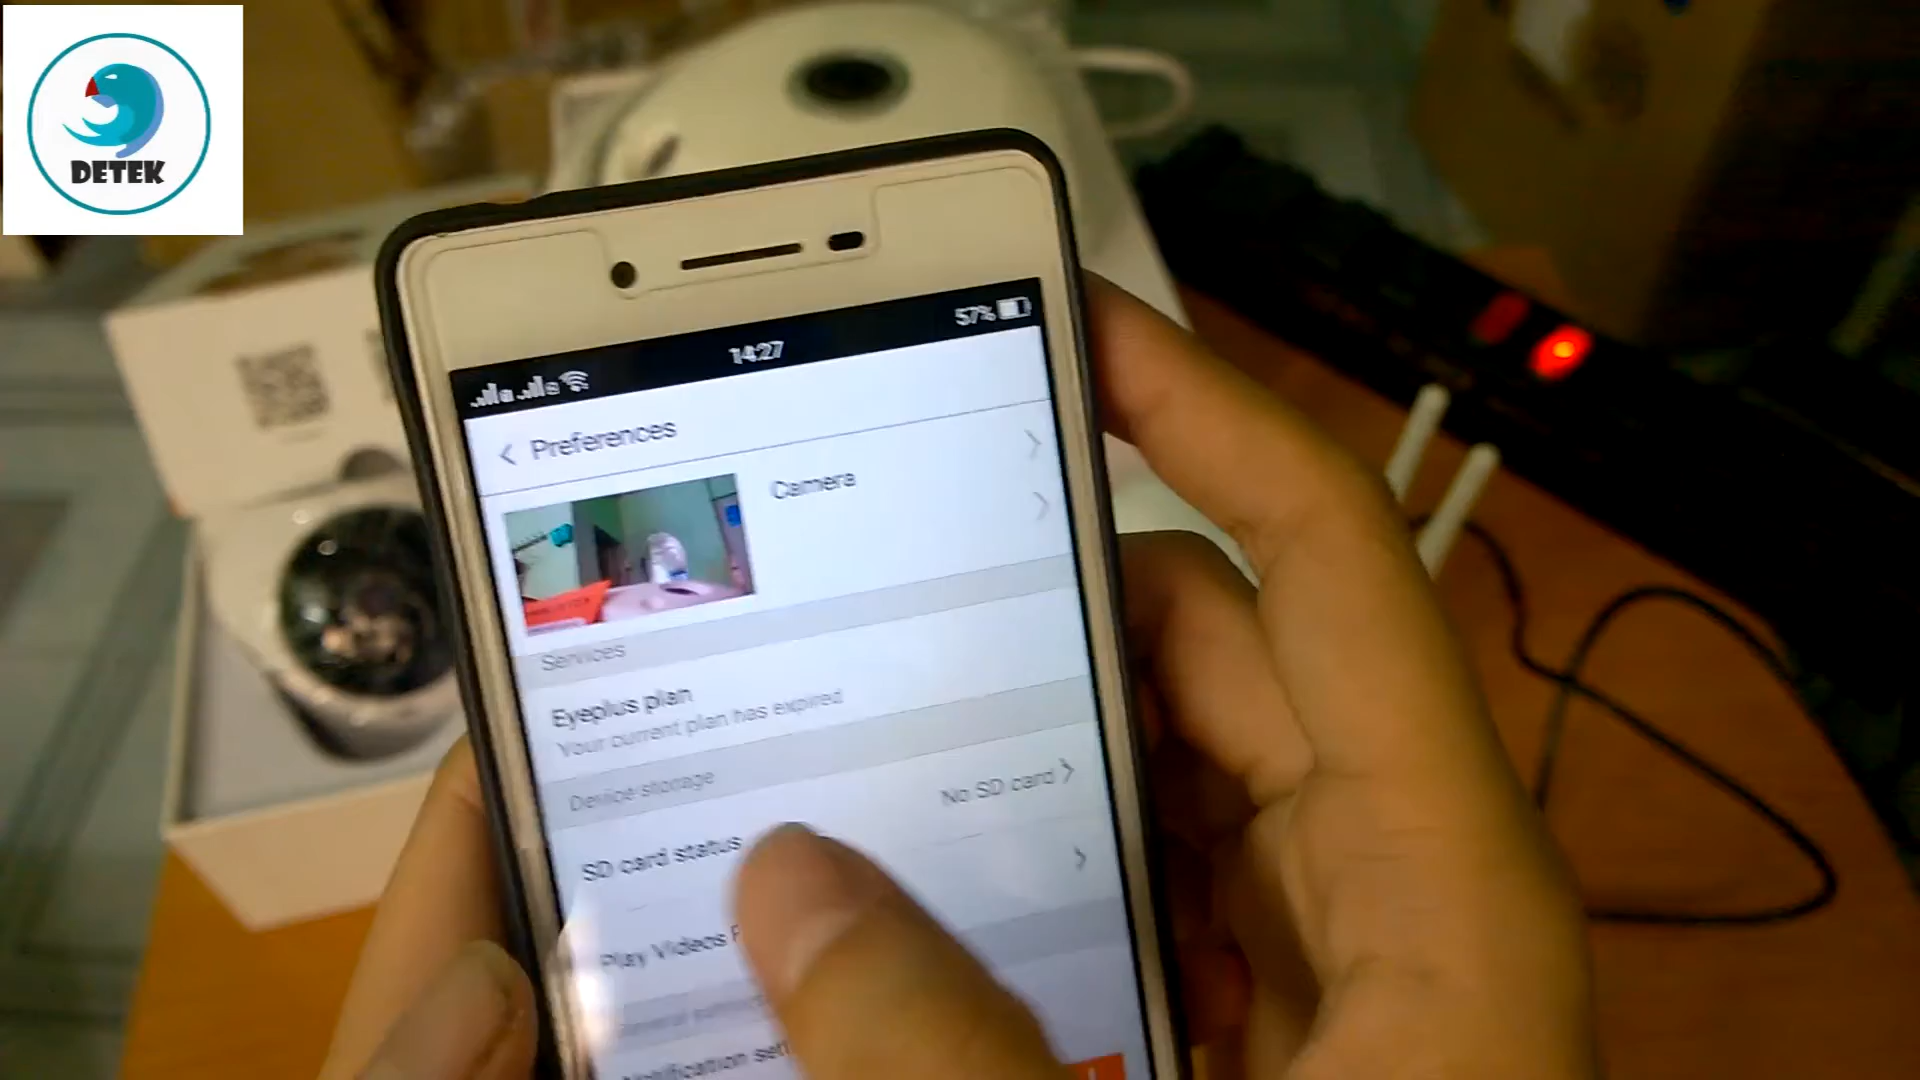 DETEK
57%
14:27
Preferences
Camera
Services
Eyeplus plan
Your current plan has expired
Device storage
SD card status
No SD card
Play Videos
Notification